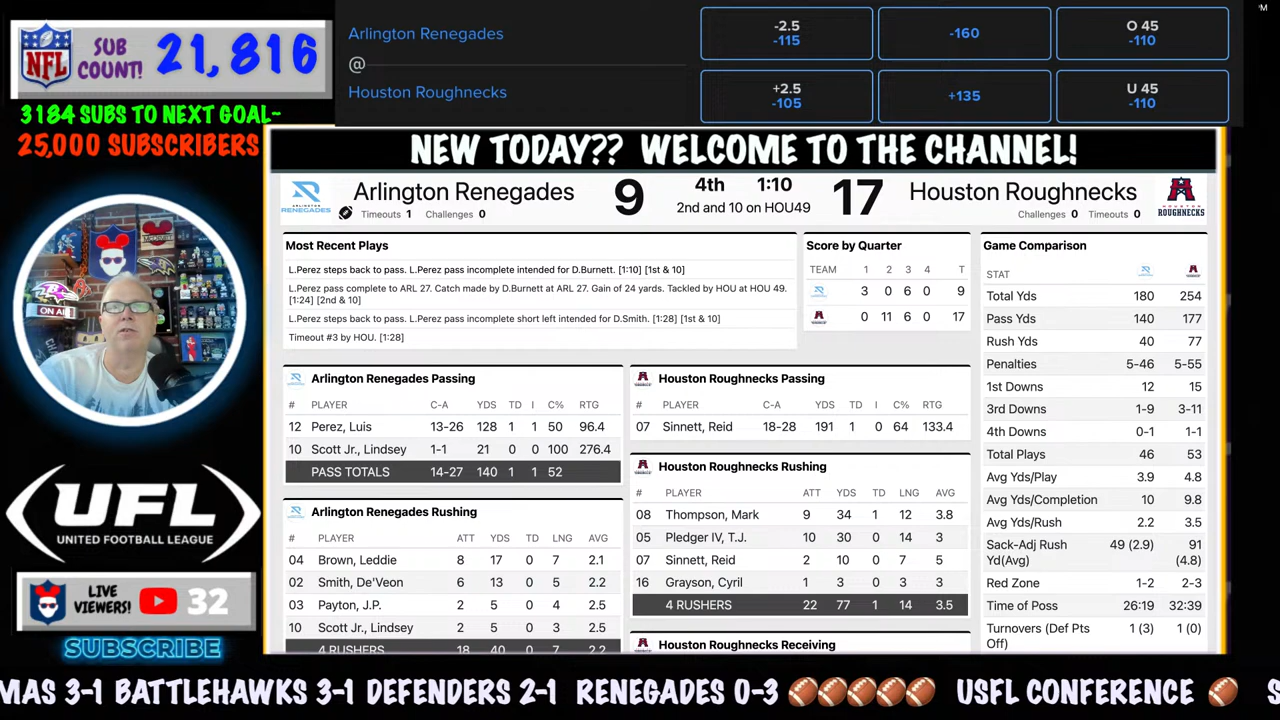 NFL
SUB COUNT! 21,816
3184 SUBS TO NEXT GOAL~
25,000 SUBSCRIBERS
Arlington Renegades -2.5 -115 -160 O 45 -110
@
Houston Roughnecks +2.5 -105 +135 U 45 -110
PM
NEW TODAY?? WELCOME TO THE CHANNEL!
ARLINGTON RENEGADES
Arlington Renegades 9 4th 1:10 17 Houston Roughnecks
ROUGHNECKS
Timeouts 1 Challenges 0 2nd and 10 on HOU49 Challenges 0 Timeouts 0
Most Recent Plays
L.Perez steps back to pass. L.Perez pass incomplete intended for D.Burnett. [1:10] [1st & 10]
L.Perez pass complete to ARL 27. Catch made by D.Burnett at ARL 27. Gain of 24 yards. Tackled by HOU at HOU 49.
[1:24] [2nd & 10]
L.Perez steps back to pass. L.Perez pass incomplete short left intended for D.Smith. [1:28] [1st & 10]
Timeout #3 by HOU. [1:28]
Score by Quarter
TEAM 1 2 3 4 T
3 0 6 0 9
0 11 6 0 17
Game Comparison
STAT
Total Yds 180 254
Pass Yds 140 177
Rush Yds 40 77
Penalties 5-46 5-55
1st Downs 12 15
3rd Downs 1-9 3-11
4th Downs 0-1 1-1
Total Plays 46 53
Avg Yds/Play 3.9 4.8
Avg Yds/Completion 10 9.8
Avg Yds/Rush 2.2 3.5
Sack-Adj Rush Yd(Avg) 49 (2.9) 91 (4.8)
Red Zone 1-2 2-3
Time of Poss 26:19 32:39
Turnovers (Def Pts Off) 1 (3) 1 (0)
Arlington Renegades Passing
# PLAYER C-A YDS TD I C% RTG
12 Perez, Luis 13-26 128 1 1 50 96.4
10 Scott Jr., Lindsey 1-1 21 0 0 100 276.4
PASS TOTALS 14-27 140 1 1 52
Houston Roughnecks Passing
# PLAYER C-A YDS TD I C% RTG
07 Sinnett, Reid 18-28 191 1 0 64 133.4
Houston Roughnecks Rushing
# PLAYER ATT YDS TD LNG AVG
08 Thompson, Mark 9 34 1 12 3.8
05 Pledger IV, T.J. 10 30 0 14 3
07 Sinnett, Reid 2 10 0 7 5
16 Grayson, Cyril 1 3 0 3 3
4 RUSHERS 22 77 1 14 3.5
Houston Roughnecks Receiving
Arlington Renegades Rushing
# PLAYER ATT YDS TD LNG AVG
04 Brown, Leddie 8 17 0 7 2.1
02 Smith, De'Veon 6 13 0 5 2.2
03 Payton, J.P. 2 5 0 4 2.5
10 Scott Jr., Lindsey 2 5 0 3 2.5
4 RUSHERS 18 40 0 7 2.2
ON AIR
UFL
UNITED FOOTBALL LEAGUE
LIVE VIEWERS! 32
SUBSCRIBE
MAS 3-1 BATTLEHAWKS 3-1 DEFENDERS 2-1 RENEGADES 0-3 USFL CONFERENCE S